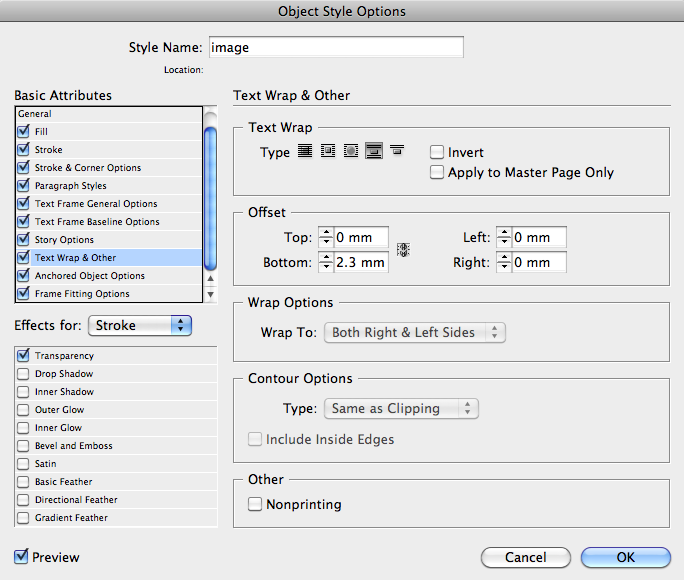 Object Style Options
Style Name: image
Location:
Basic Attributes
General
Fill
Stroke
Stroke & Corner Options
Paragraph Styles
Text Frame General Options
Text Frame Baseline Options
Story Options
Text Wrap & Other
Anchored Object Options
Frame Fitting Options
Effects for: Stroke
Transparency
Drop Shadow
Inner Shadow
Outer Glow
Inner Glow
Bevel and Emboss
Satin
Basic Feather
Directional Feather
Gradient Feather
Preview
Text Wrap & Other
Text Wrap
Type
Invert
Apply to Master Page Only
Offset
Top: 0 mm Left: 0 mm
Bottom: 2.3 mm Right: 0 mm
Wrap Options
Wrap To: Both Right & Left Sides
Contour Options
Type: Same as Clipping
Include Inside Edges
Other
Nonprinting
Cancel OK